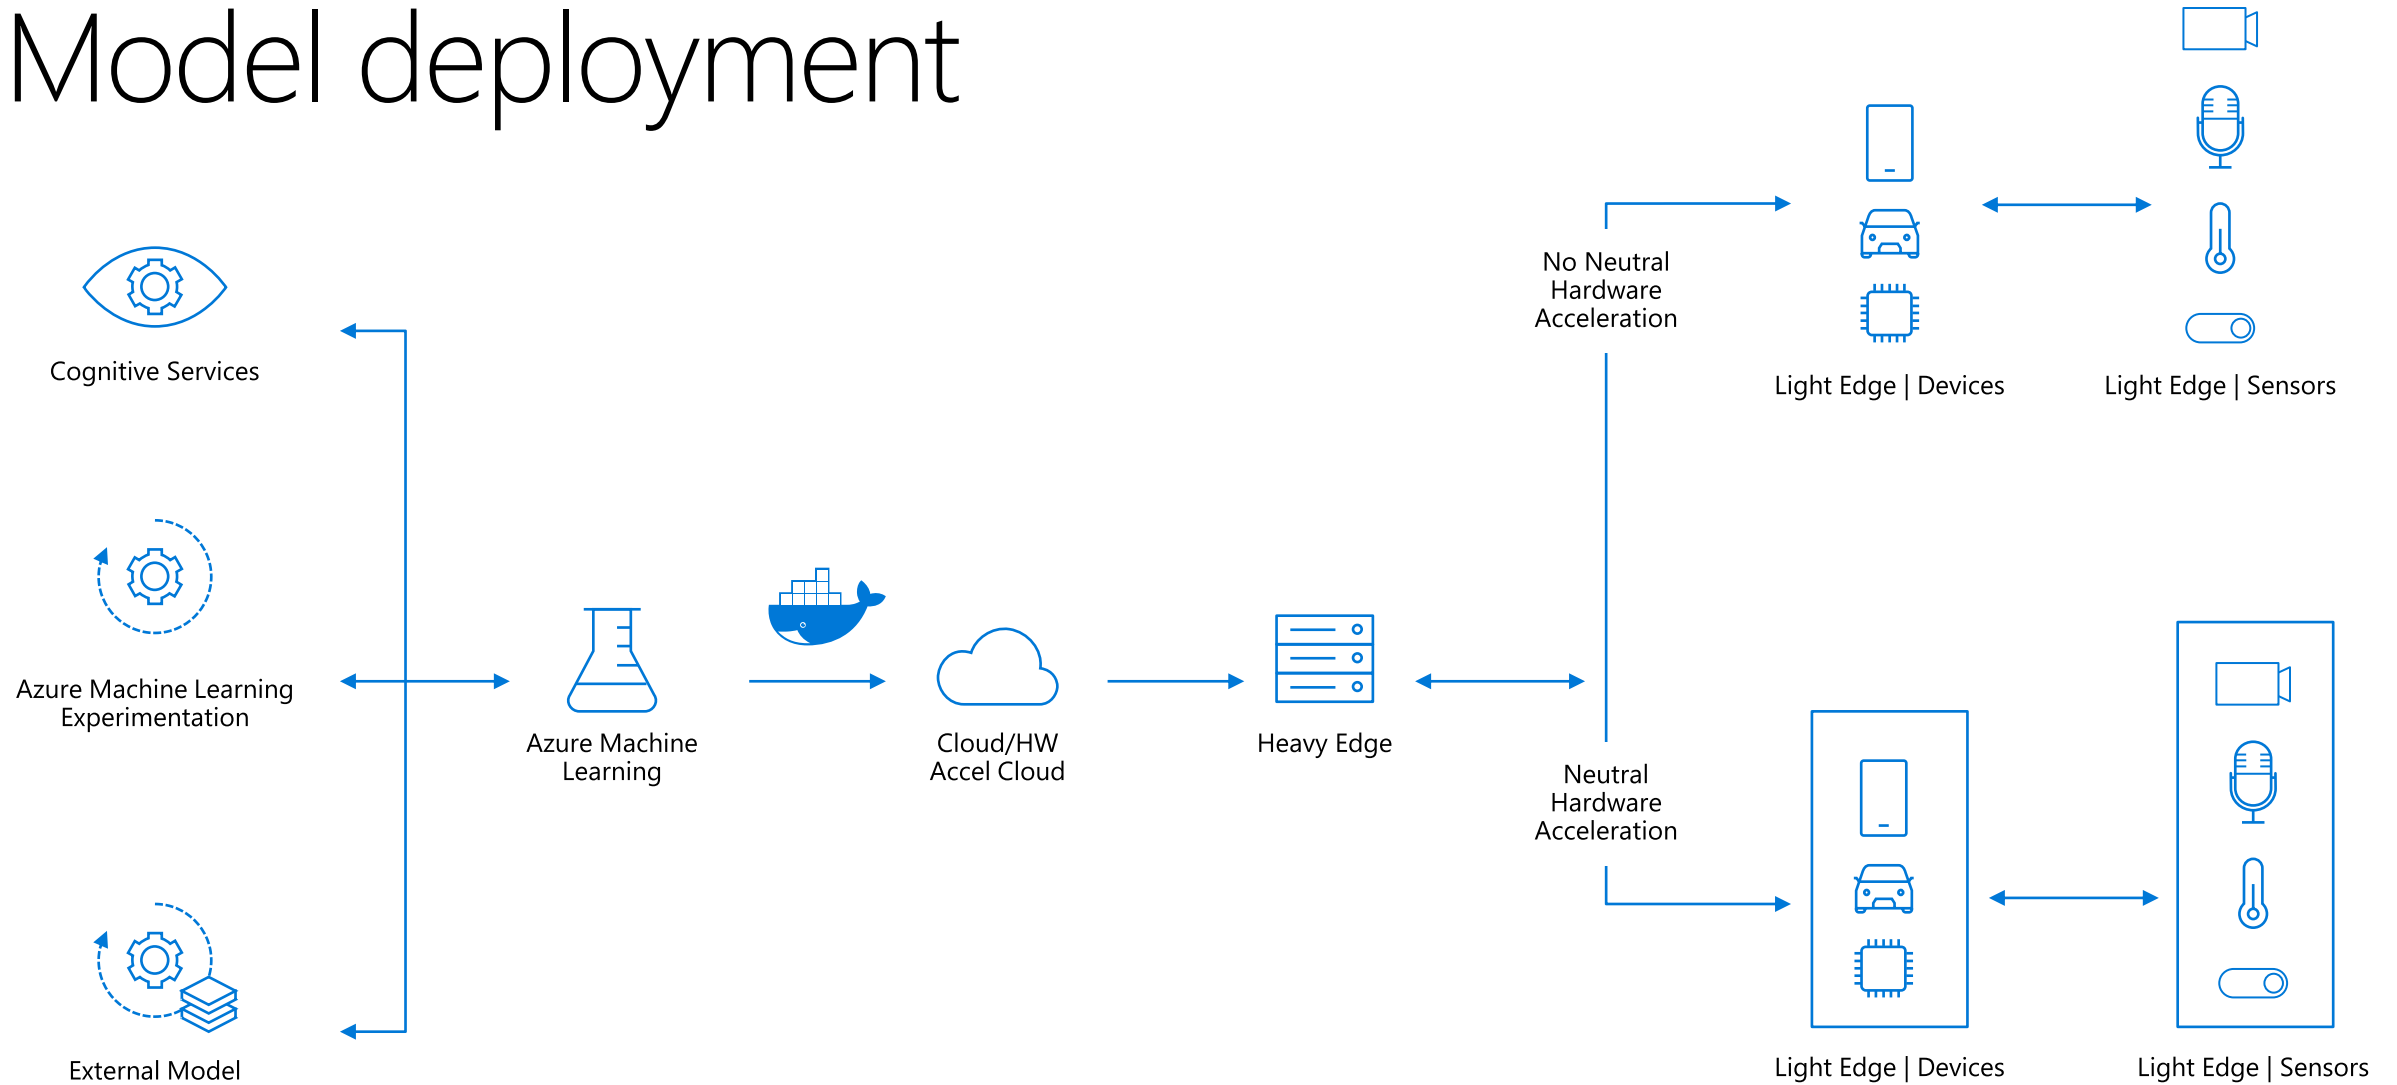 Model deployment
Cognitive Services
Azure Machine Learning
Experimentation
External Model
Azure Machine
Learning
Cloud/HW
Accel Cloud
Heavy Edge
No Neutral
Hardware
Acceleration
Light Edge | Devices
Light Edge | Sensors
Neutral
Hardware
Acceleration
Light Edge | Devices
Light Edge | Sensors